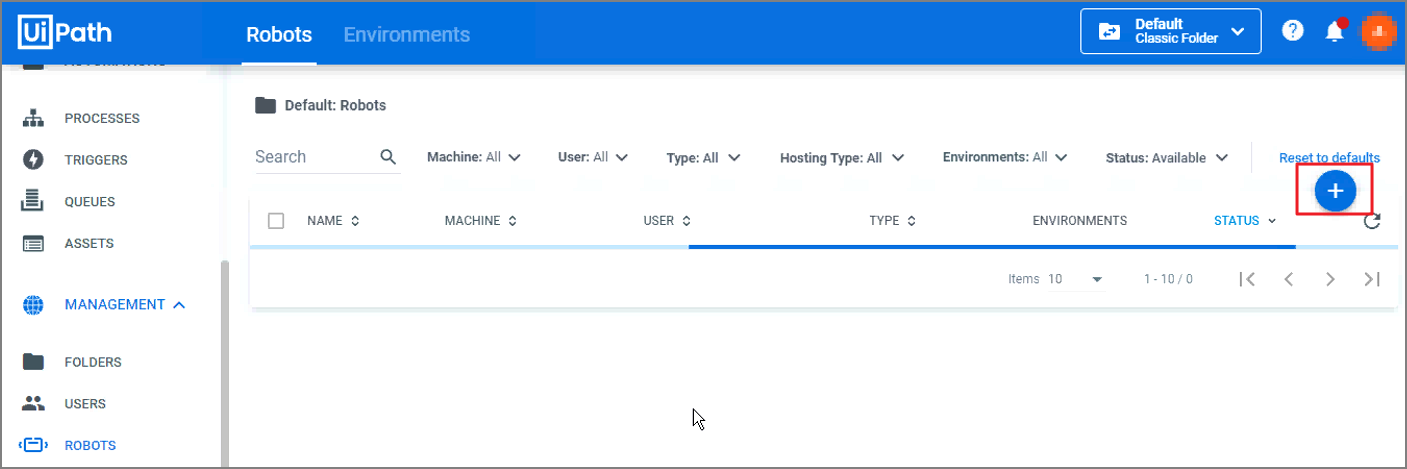 UiPath
Robots Environments
Default
Classic Folder
AUTOMATIONS
PROCESSES
TRIGGERS
QUEUES
ASSETS
MANAGEMENT
FOLDERS
USERS
ROBOTS
Default: Robots
Search
Machine: All
User: All
Type: All
Hosting Type: All
Environments: All
Status: Available
Reset to defaults
NAME MACHINE USER TYPE ENVIRONMENTS STATUS
Items 10 1 - 10 / 0